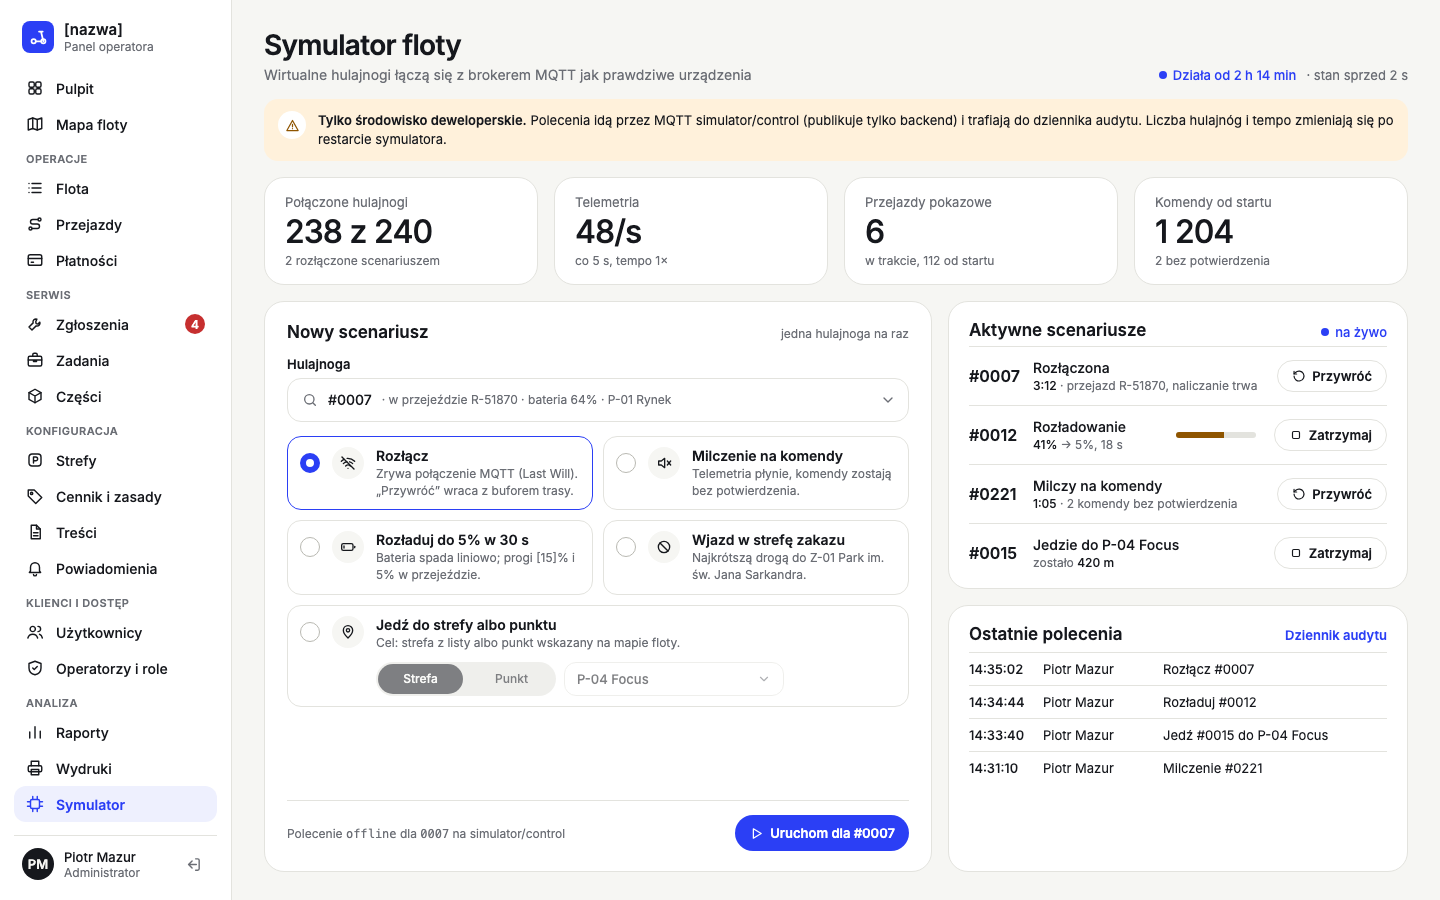 [nazwa]
Panel operatora
Pulpit
Mapa floty
OPERACJE
Flota
Przejazdy
Płatności
SERWIS
Zgłoszenia
4
Zadania
Części
KONFIGURACJA
Strefy
Cennik i zasady
Treści
Powiadomienia
KLIENCI I DOSTĘP
Użytkownicy
Operatorzy i role
ANALIZA
Raporty
Wydruki
Symulator
PM
Piotr Mazur
Administrator
Symulator floty
Wirtualne hulajnogi łączą się z brokerem MQTT jak prawdziwe urządzenia
Działa od 2 h 14 min · stan sprzed 2 s
Tylko środowisko deweloperskie. Polecenia idą przez MQTT simulator/control (publikuje tylko backend) i trafiają do dziennika audytu. Liczba hulajnóg i tempo zmieniają się po
restarcie symulatora.
Połączone hulajnogi
238 z 240
2 rozłączone scenariuszem
Telemetria
48/s
co 5 s, tempo 1×
Przejazdy pokazowe
6
w trakcie, 112 od startu
Komendy od startu
1 204
2 bez potwierdzenia
Nowy scenariusz
jedna hulajnoga na raz
Hulajnoga
#0007 · w przejeździe R-51870 · bateria 64% · P-01 Rynek
Rozłącz
Zrywa połączenie MQTT (Last Will).
„Przywróć” wraca z buforem trasy.
Milczenie na komendy
Telemetria płynie, komendy zostają
bez potwierdzenia.
Rozładuj do 5% w 30 s
Bateria spada liniowo; progi [15]% i
5% w przejeździe.
Wjazd w strefę zakazu
Najkrótszą drogą do Z-01 Park im.
św. Jana Sarkandra.
Jedź do strefy albo punktu
Cel: strefa z listy albo punkt wskazany na mapie floty.
Strefa
Punkt
P-04 Focus
Polecenie offline dla 0007 na simulator/control
Uruchom dla #0007
Aktywne scenariusze
na żywo
#0007
Rozłączona
3:12 · przejazd R-51870, naliczanie trwa
Przywróć
#0012
Rozładowanie
41% → 5%, 18 s
Zatrzymaj
#0221
Milczy na komendy
1:05 · 2 komendy bez potwierdzenia
Przywróć
#0015
Jedzie do P-04 Focus
zostało 420 m
Zatrzymaj
Ostatnie polecenia
Dziennik audytu
14:35:02 Piotr Mazur Rozłącz #0007
14:34:44 Piotr Mazur Rozładuj #0012
14:33:40 Piotr Mazur Jedź #0015 do P-04 Focus
14:31:10 Piotr Mazur Milczenie #0221